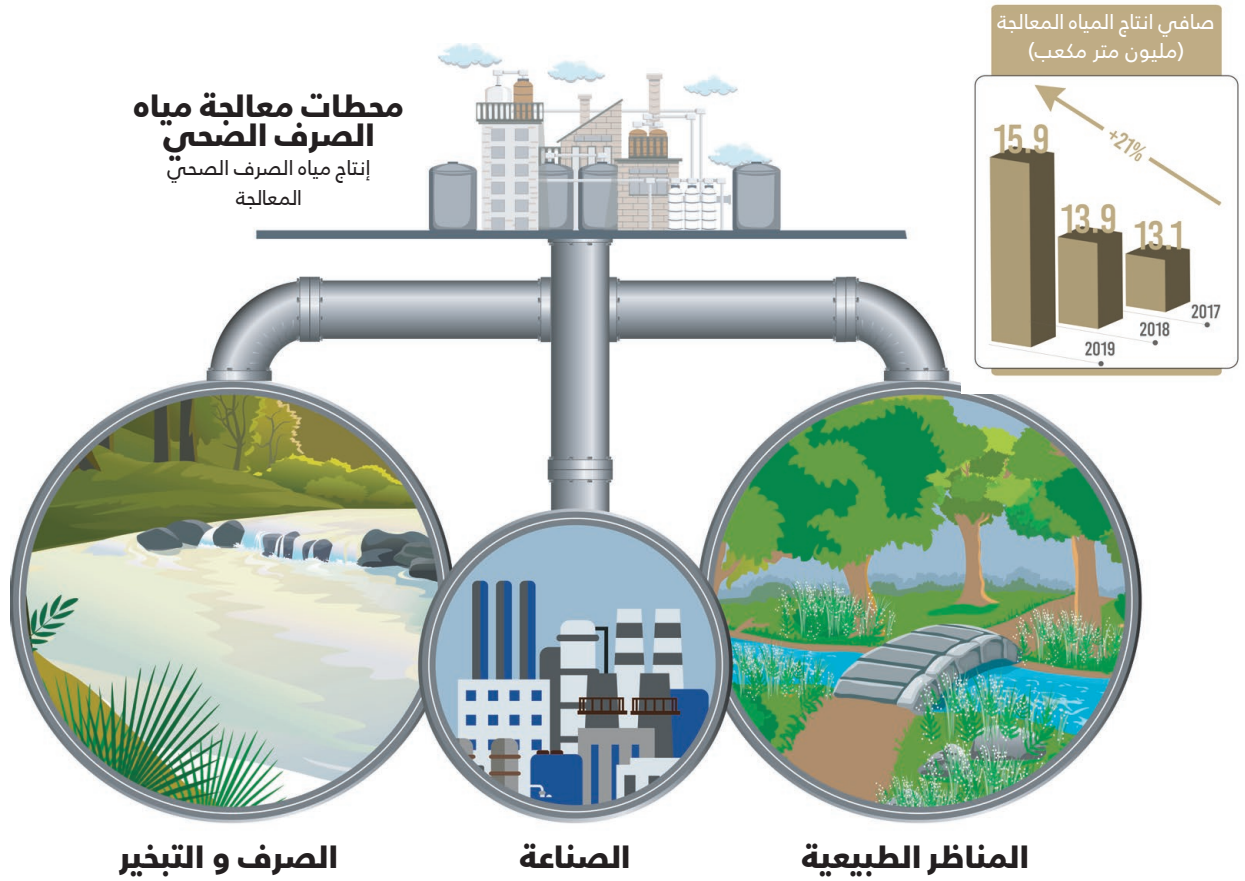 صافي انتاج المياه المعالجة
(مليون متر مكعب)
+21%
15.9
13.9
13.1
2017
2018
2019
محطات معالجة مياه
الصرف الصحي
إنتاج مياه الصرف الصحي
المعالجة
المناظر الطبيعية
الصناعة
الصرف و التبخير